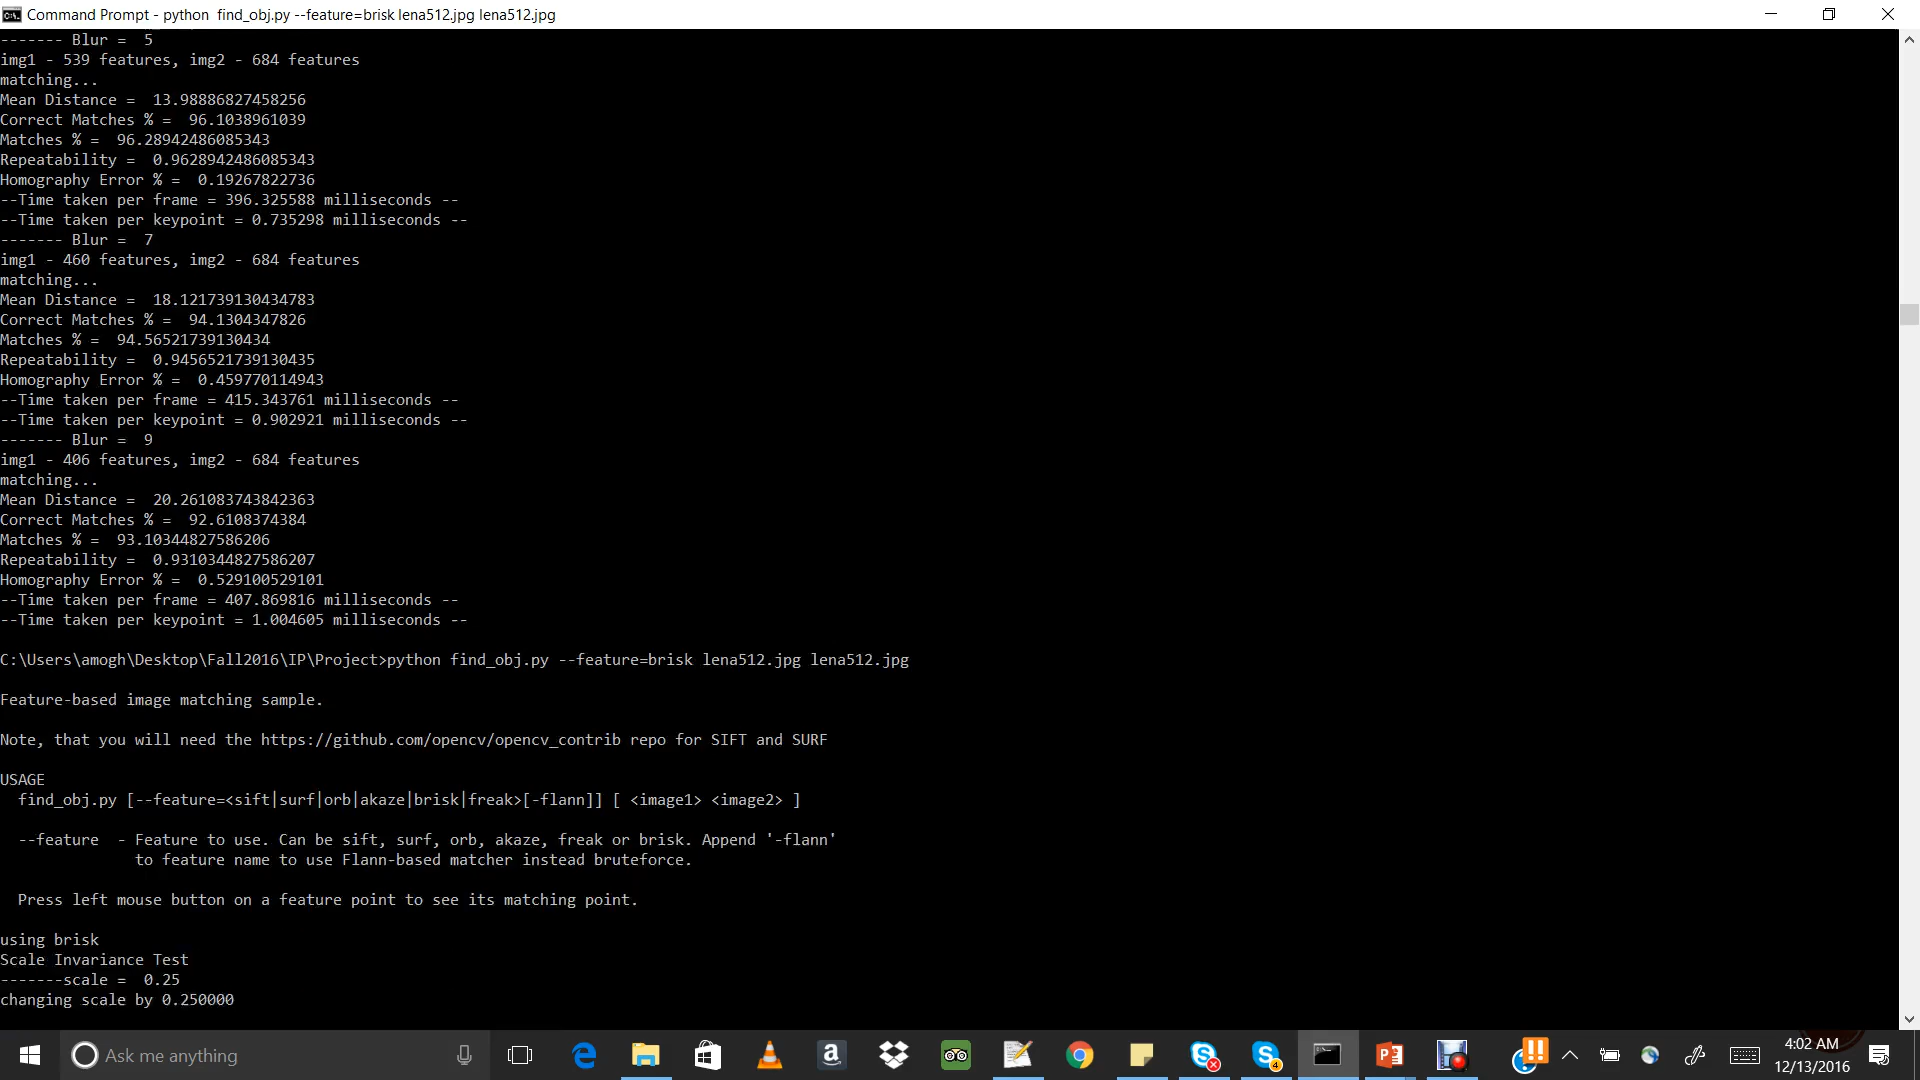 Command Prompt - python  find_obj.py --feature=brisk lena512.jpg lena512.jpg
------- Blur =  5
img1 - 539 features, img2 - 684 features
matching...
Mean Distance =  13.98886827458256
Correct Matches % =  96.1038961039
Matches % =  96.28942486085343
Repeatability =  0.9628942486085343
Homography Error % =  0.19267822736
--Time taken per frame = 396.325588 milliseconds --
--Time taken per keypoint = 0.735298 milliseconds --
------- Blur =  7
img1 - 460 features, img2 - 684 features
matching...
Mean Distance =  18.121739130434783
Correct Matches % =  94.1304347826
Matches % =  94.56521739130434
Repeatability =  0.9456521739130435
Homography Error % =  0.459770114943
--Time taken per frame = 415.343761 milliseconds --
--Time taken per keypoint = 0.902921 milliseconds --
------- Blur =  9
img1 - 406 features, img2 - 684 features
matching...
Mean Distance =  20.261083743842363
Correct Matches % =  92.6108374384
Matches % =  93.10344827586206
Repeatability =  0.9310344827586207
Homography Error % =  0.529100529101
--Time taken per frame = 407.869816 milliseconds --
--Time taken per keypoint = 1.004605 milliseconds --
C:\Users\amogh\Desktop\Fall2016\IP\Project>python find_obj.py --feature=brisk lena512.jpg lena512.jpg
Feature-based image matching sample.
Note, that you will need the https://github.com/opencv/opencv_contrib repo for SIFT and SURF
USAGE
  find_obj.py [--feature=<sift|surf|orb|akaze|brisk|freak>[-flann]] [ <image1> <image2> ]
  --feature  - Feature to use. Can be sift, surf, orb, akaze, freak or brisk. Append '-flann'
               to feature name to use Flann-based matcher instead bruteforce.
  Press left mouse button on a feature point to see its matching point.
using brisk
Scale Invariance Test
-------scale =  0.25
changing scale by 0.250000
Ask me anything
4:02 AM
12/13/2016